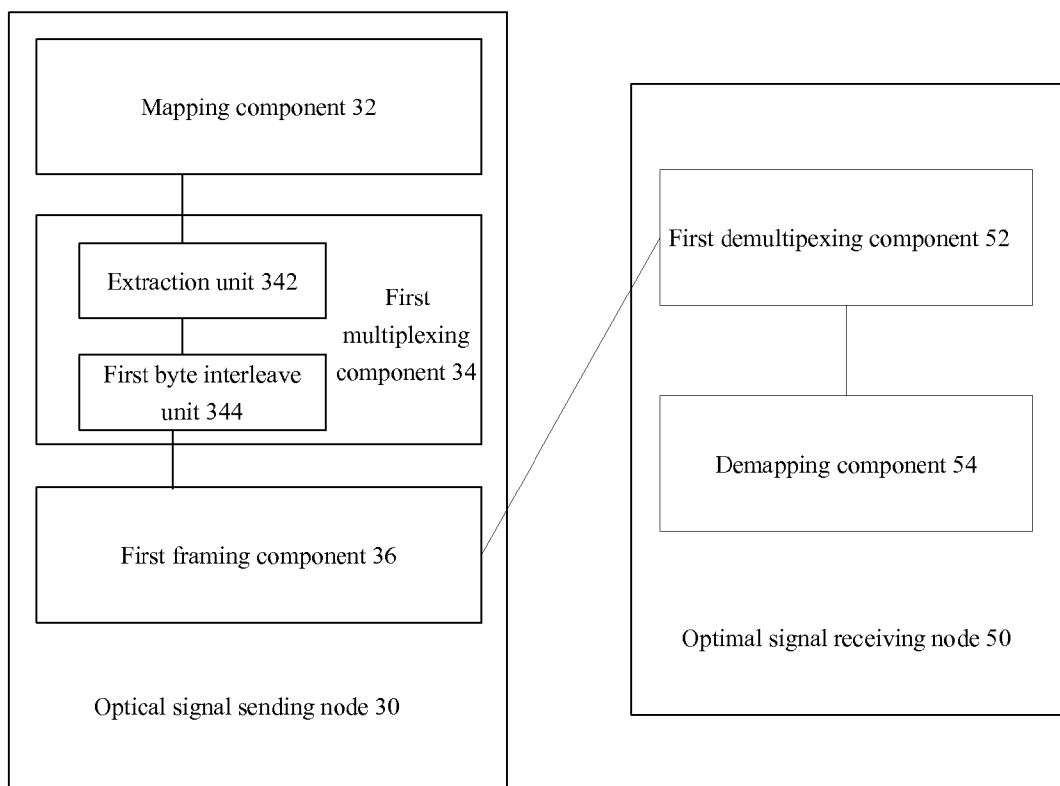 Mapping component 32
Extraction unit 342
First byte interleave
unit 344
First
multiplexing
component 34
First framing component 36
Optical signal sending node 30
First demultipexing component 52
Demapping component 54
Optimal signal receiving node 50